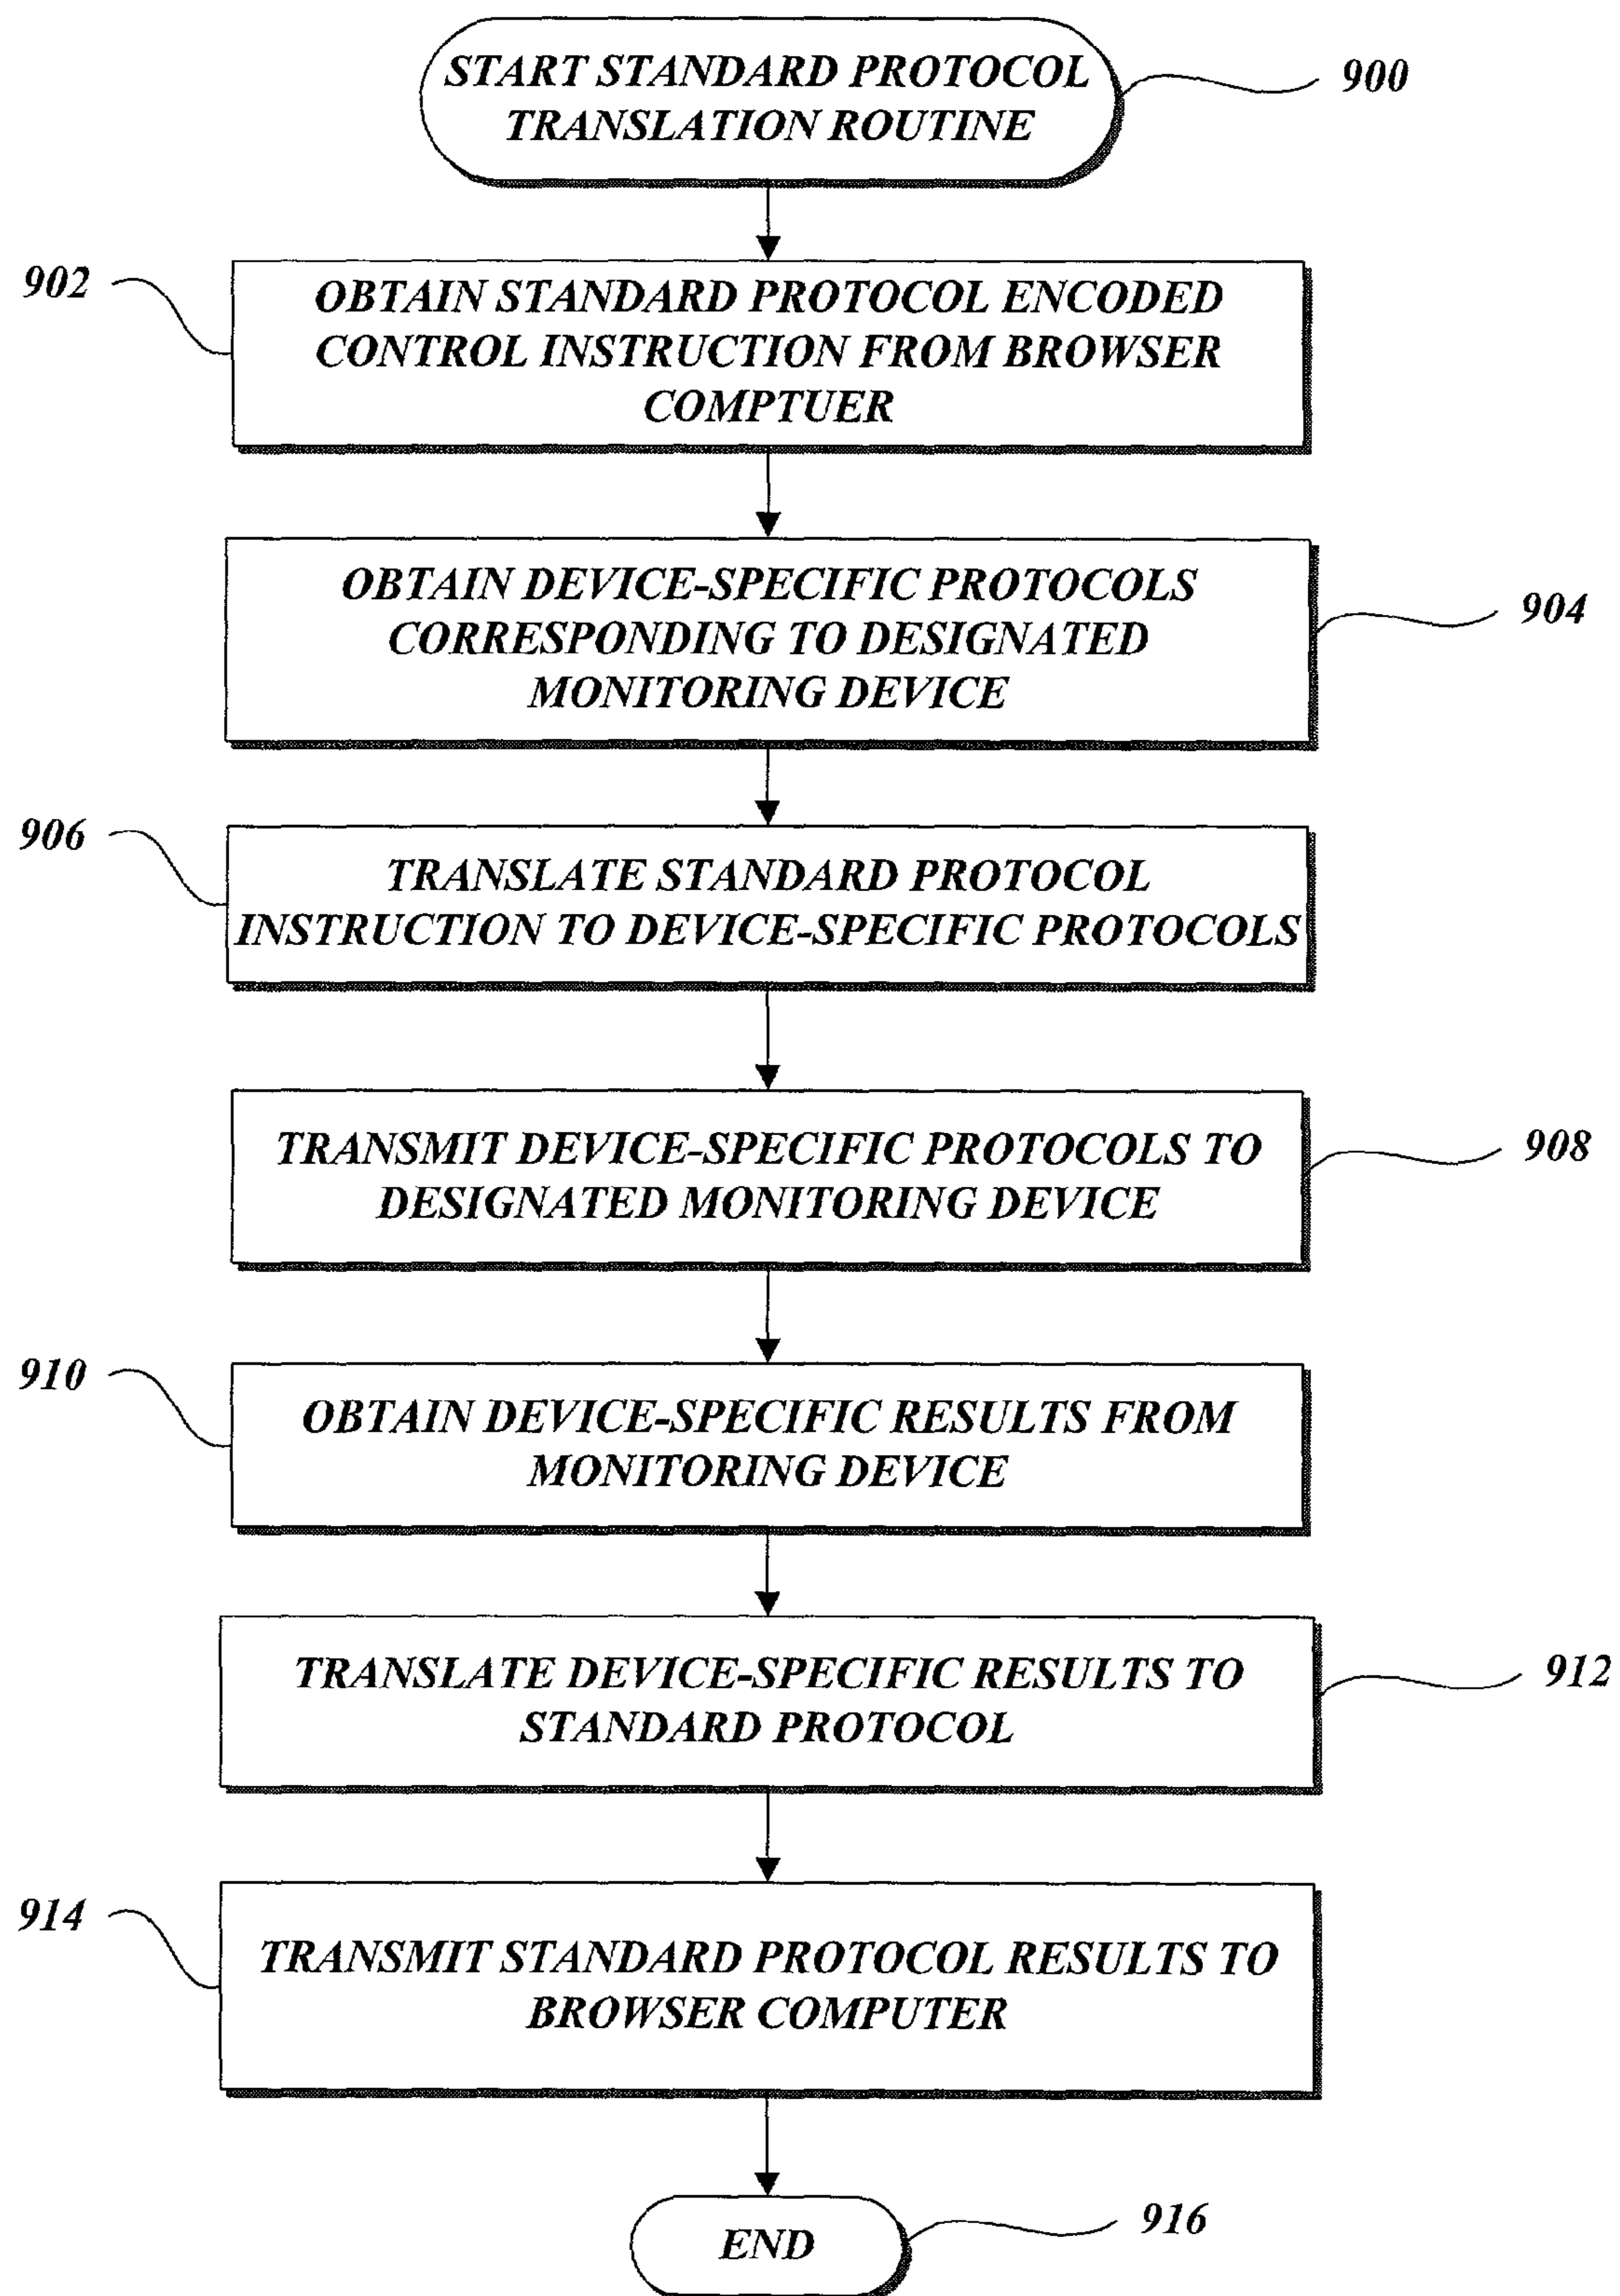 START STANDARD PROTOCOL
TRANSLATION ROUTINE
900
902
OBTAIN STANDARD PROTOCOL ENCODED
CONTROL INSTRUCTION FROM BROWSER
COMPTUER
OBTAIN DEVICE-SPECIFIC PROTOCOLS
CORRESPONDING TO DESIGNATED
MONITORING DEVICE
904
906
TRANSLATE STANDARD PROTOCOL
INSTRUCTION TO DEVICE-SPECIFIC PROTOCOLS
TRANSMIT DEVICE-SPECIFIC PROTOCOLS TO
DESIGNATED MONITORING DEVICE
908
910
OBTAIN DEVICE-SPECIFIC RESULTS FROM
MONITORING DEVICE
TRANSLATE DEVICE-SPECIFIC RESULTS TO
STANDARD PROTOCOL
912
914
TRANSMIT STANDARD PROTOCOL RESULTS TO
BROWSER COMPUTER
END
916